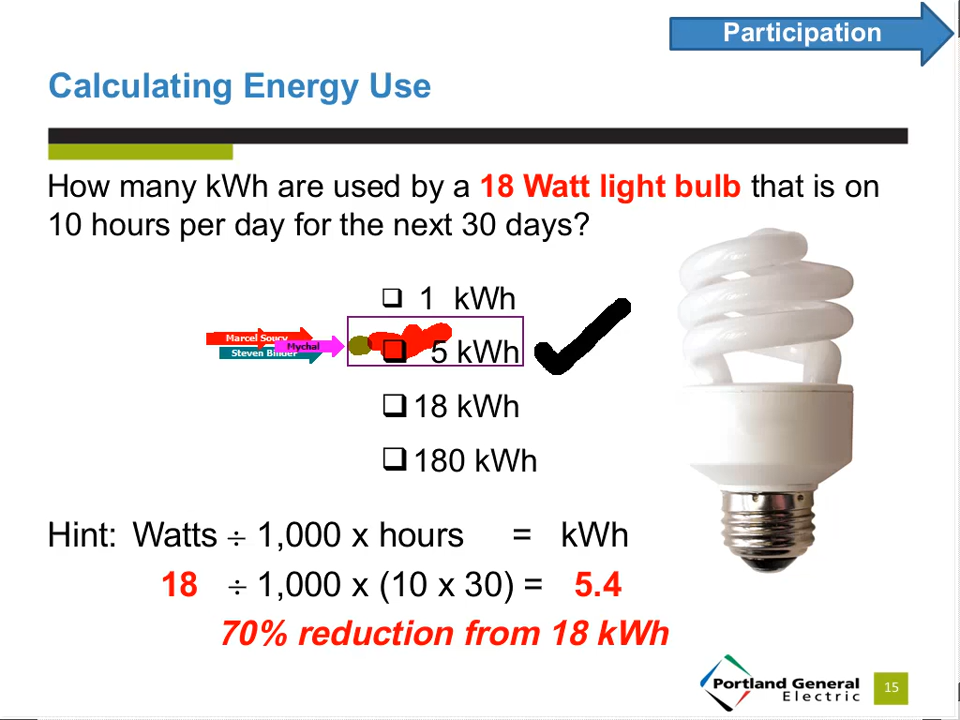 Participation
Calculating Energy Use
How many kWh are used by a 18 Watt light bulb that is on
10 hours per day for the next 30 days?
1 kWh
Marcel Soucy
Steven Binder
Mychal
5 kWh
18 kWh
180 kWh
Hint: Watts ÷ 1,000 x hours = kWh
18 ÷ 1,000 x (10 x 30) = 5.4
70% reduction from 18 kWh
Portland General
Electric
15